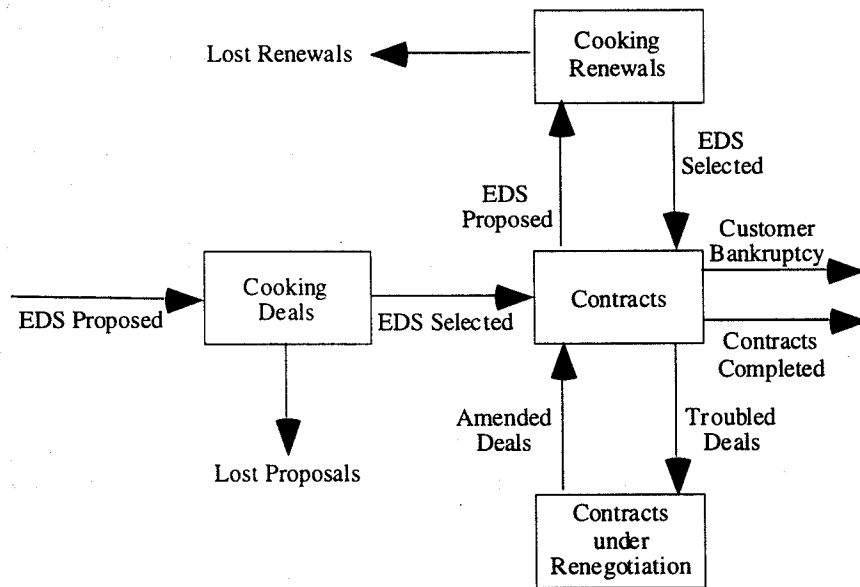 Lost Renewals
Cooking
Renewals
EDS
Selected
EDS
Proposed
Customer
Bankruptcy
Cooking
Deals
Contracts
EDS Proposed
EDS Selected
Contracts
Completed
Amended
Deals
Troubled
Deals
Lost Proposals
Contracts
under
Renegotiation